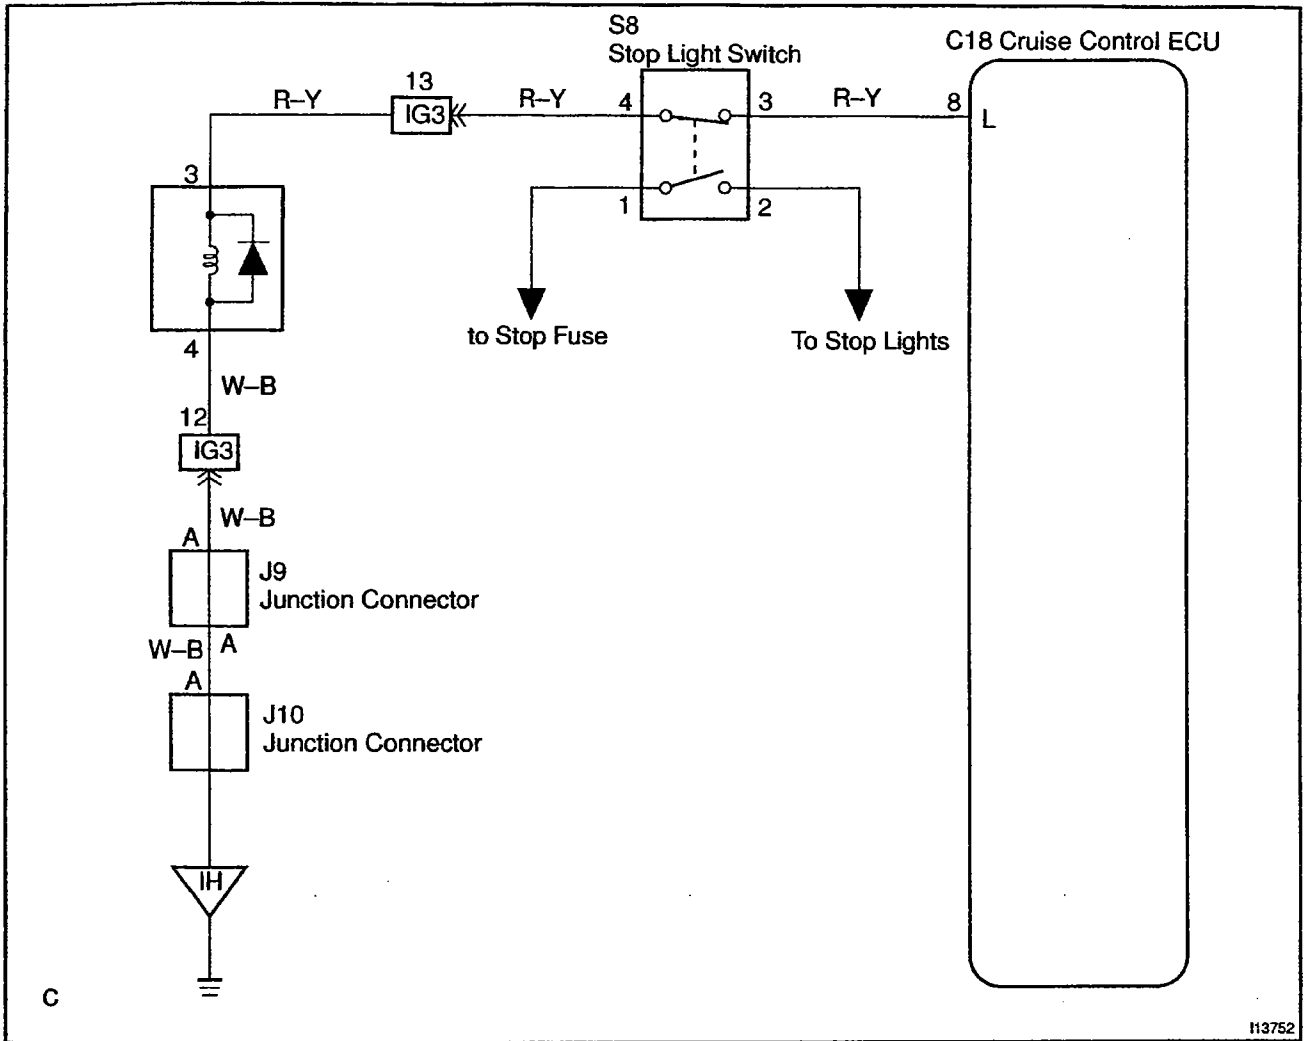 S8
Stop Light Switch
C18 Cruise Control ECU
R–Y
13
IG3
R–Y
4
3
R–Y
8
L
3
1
2
to Stop Fuse
To Stop Lights
4
W–B
12
IG3
W–B
A
J9
Junction Connector
W–B
A
A
J10
Junction Connector
IH
C
I13752